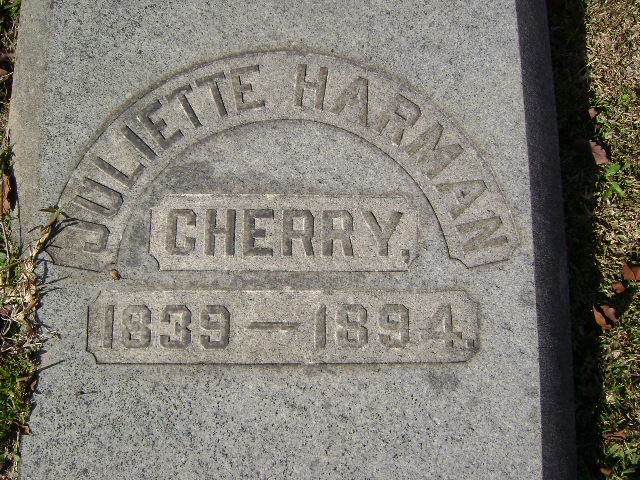 JULIETTE HARMAN
CHERRY,
1839 — 1894.